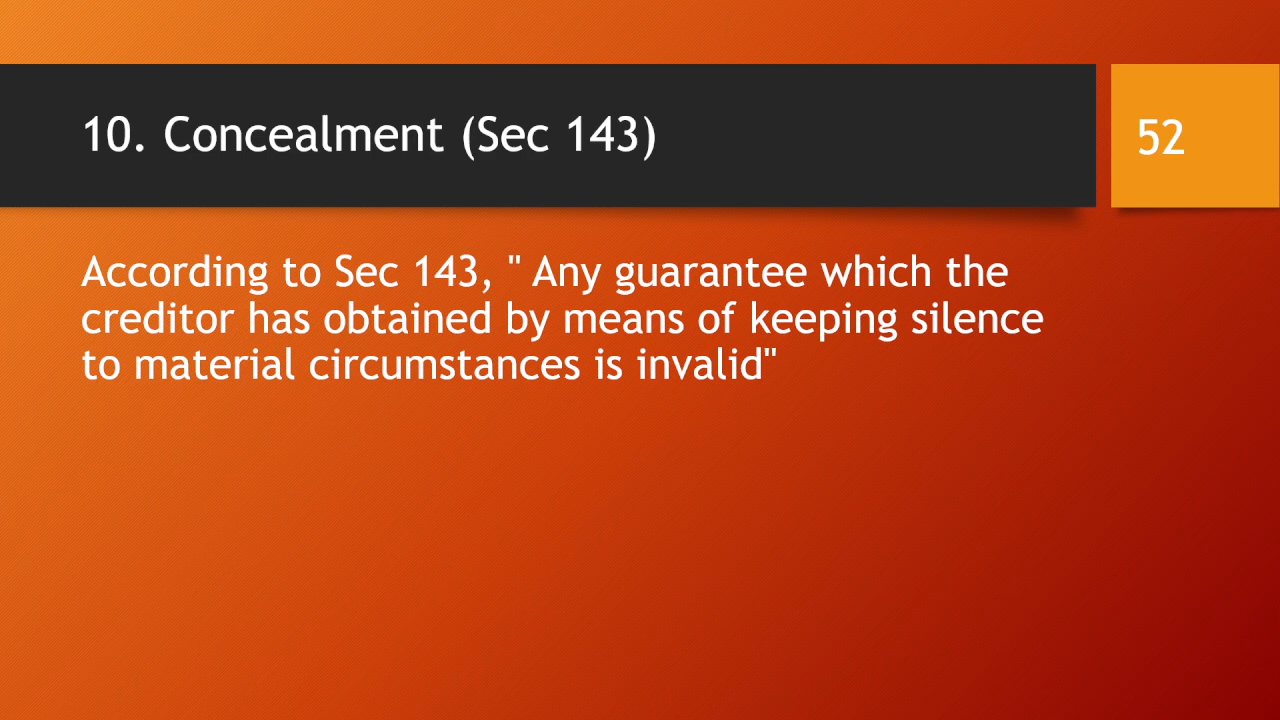 10. Concealment (Sec 143)
52
According to Sec 143, " Any guarantee which the
creditor has obtained by means of keeping silence
to material circumstances is invalid"